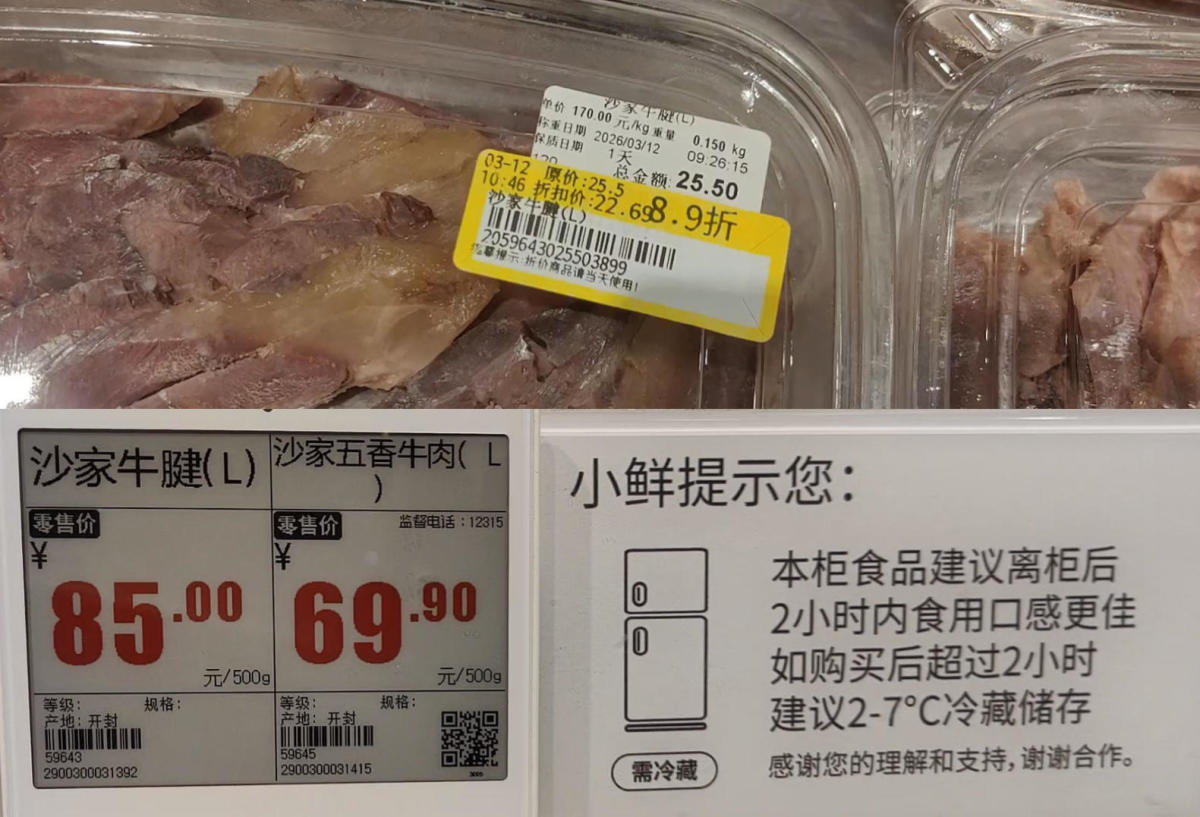 沙家牛腱(L)
单价 170.00 元/kg 重量 0.150 kg
称重日期 2026/03/12 09:26:15
保质日期 1天
总金额: 25.50
03-12 原价:25.5
10:46 折扣价:22.69 8.9折
沙家牛腱(L)
2059643025503899
温馨提示:折价商品请当天使用!
沙家牛腱(L)
零售价
¥
85.00
元/500g
等级: 规格:
产地: 开封
59643
2900300031392
沙家五香牛肉( L
)
零售价 监督电话:12315
¥
69.90
元/500g
等级: 规格:
产地: 开封
59645
2900300031415
小鲜提示您:
本柜食品建议离柜后
2小时内食用口感更佳
如购买后超过2小时
建议2-7°C冷藏储存
需冷藏
感谢您的理解和支持,谢谢合作。